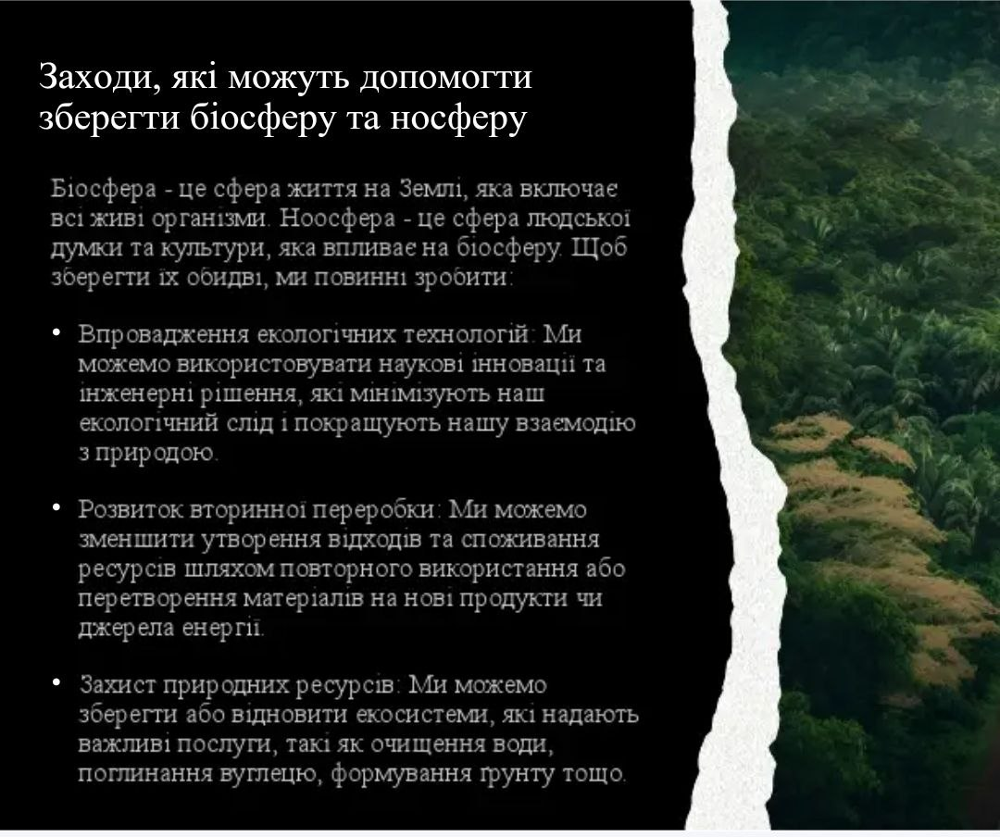 Заходи, які можуть допомогти
зберегти біосферу та носферу
Біосфера - це сфера життя на Землі, яка включає
всі живі організми. Ноосфера - це сфера людської
думки та культури, яка впливає на біосферу. Щоб
зберегти їх обидві, ми повинні зробити:
• Впровадження екологічних технологій: Ми
можемо використовувати наукові інновації та
інженерні рішення, які мінімізують наш
екологічний слід і покращують нашу взаємодію
з природою.
• Розвиток вторинної переробки: Ми можемо
зменшити утворення відходів та споживання
ресурсів шляхом повторного використання або
перетворення матеріалів на нові продукти чи
джерела енергії.
• Захист природних ресурсів: Ми можемо
зберегти або відновити екосистеми, які надають
важливі послуги, такі як очищення води,
поглинання вуглецю, формування ґрунту тощо.